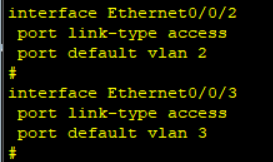 interface Ethernet0/0/2
 port link-type access
 port default vlan 2
#
interface Ethernet0/0/3
 port link-type access
 port default vlan 3
#